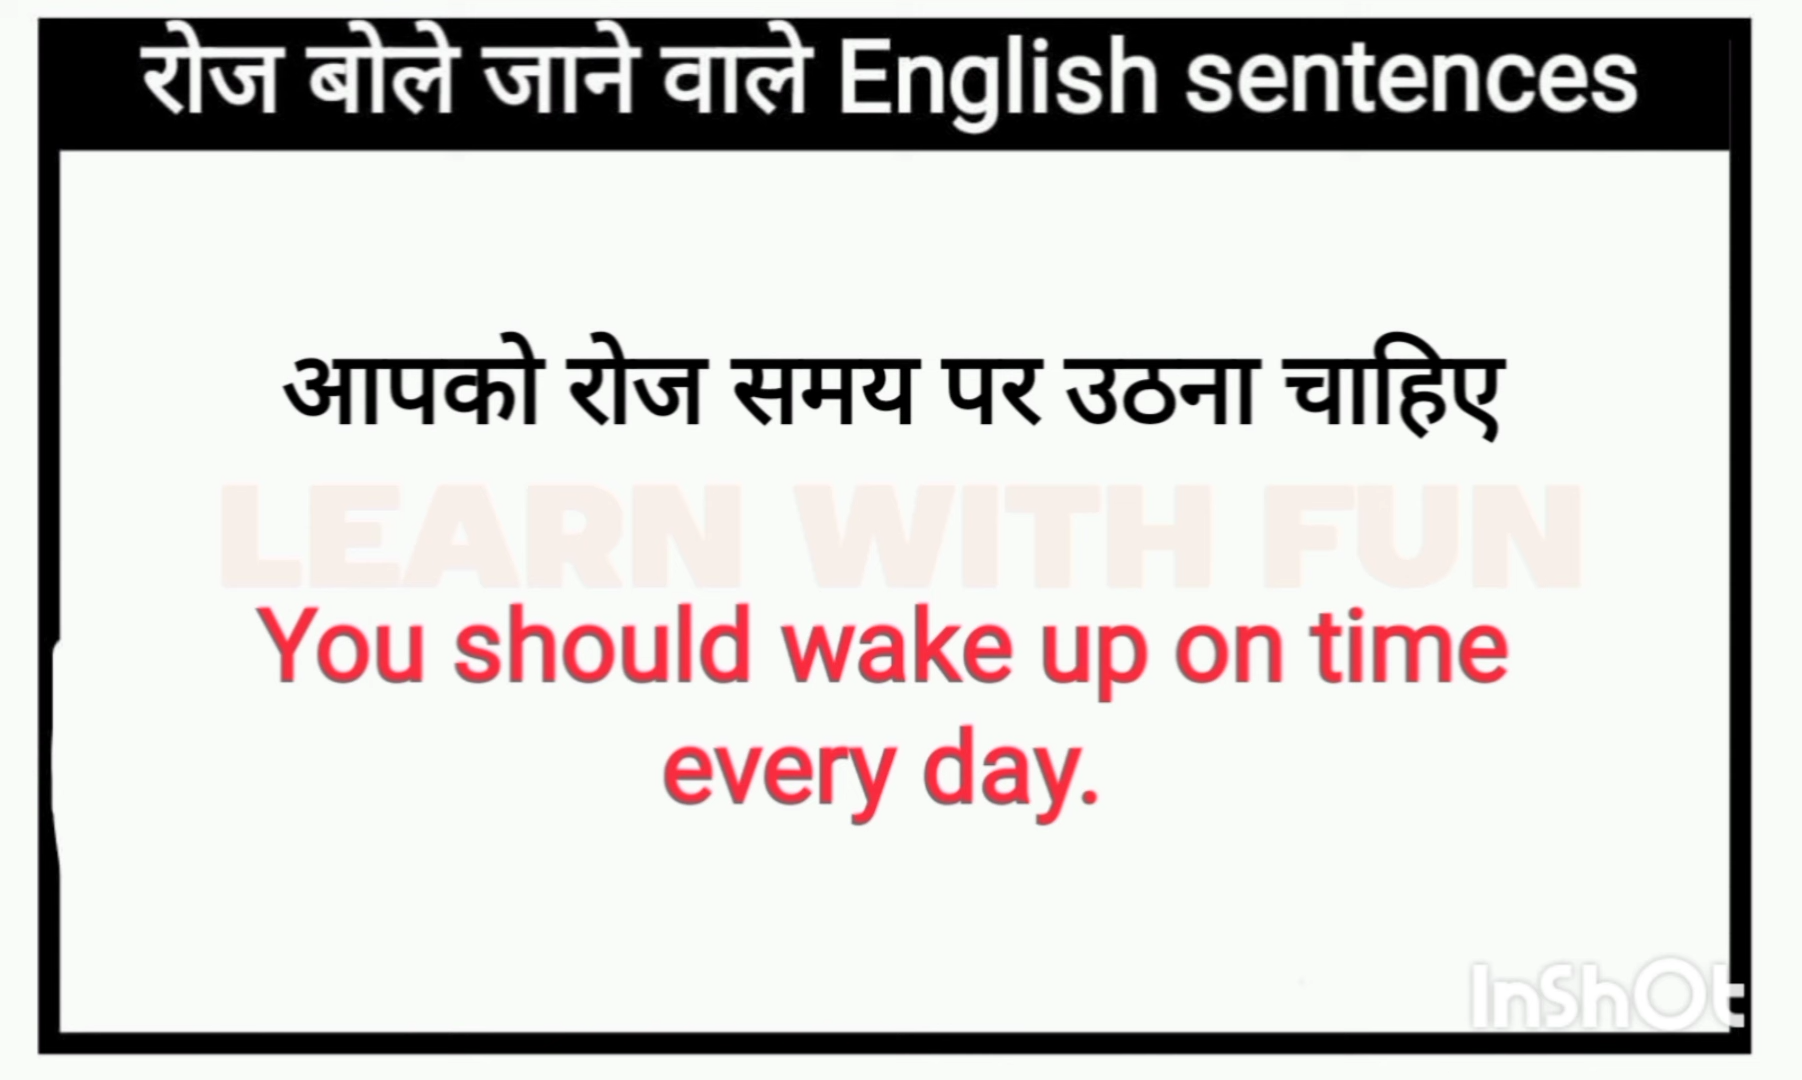 रोज बोले जाने वाले English sentences
आपको रोज समय पर उठना चाहिए
LEARN WITH FUN
You should wake up on time
every day.
InShOt